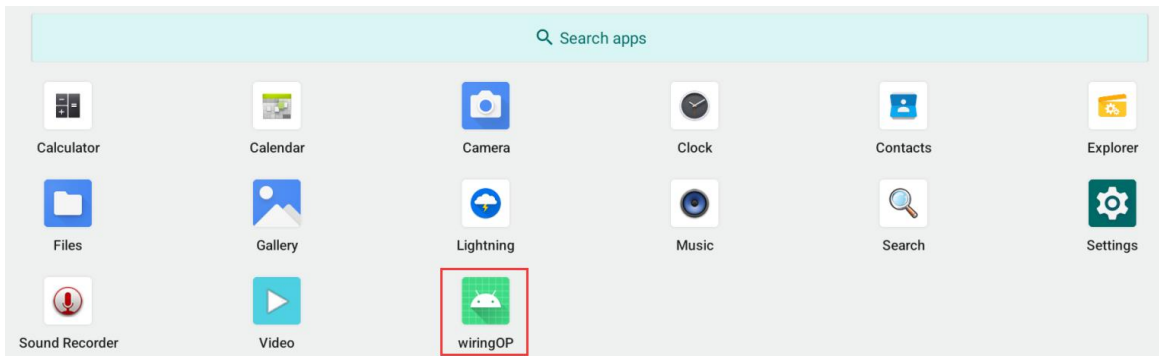 Search apps
Calculator
Calendar
Camera
Clock
Contacts
Explorer
Files
Gallery
Lightning
Music
Search
Settings
Sound Recorder
Video
wiringOP